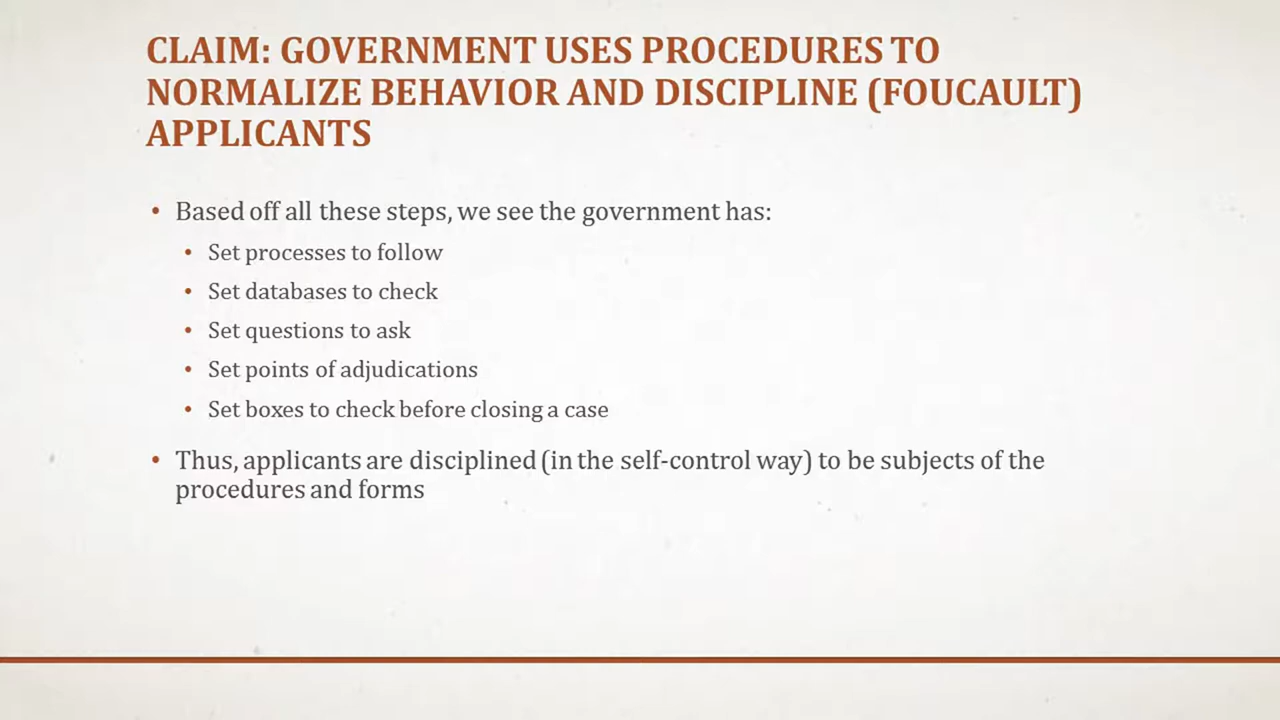 CLAIM: GOVERNMENT USES PROCEDURES TO
NORMALIZE BEHAVIOR AND DISCIPLINE (FOUCAULT)
APPLICANTS
• Based off all these steps, we see the government has:
• Set processes to follow
• Set databases to check
• Set questions to ask
• Set points of adjudications
• Set boxes to check before closing a case
• Thus, applicants are disciplined (in the self-control way) to be subjects of the
procedures and forms